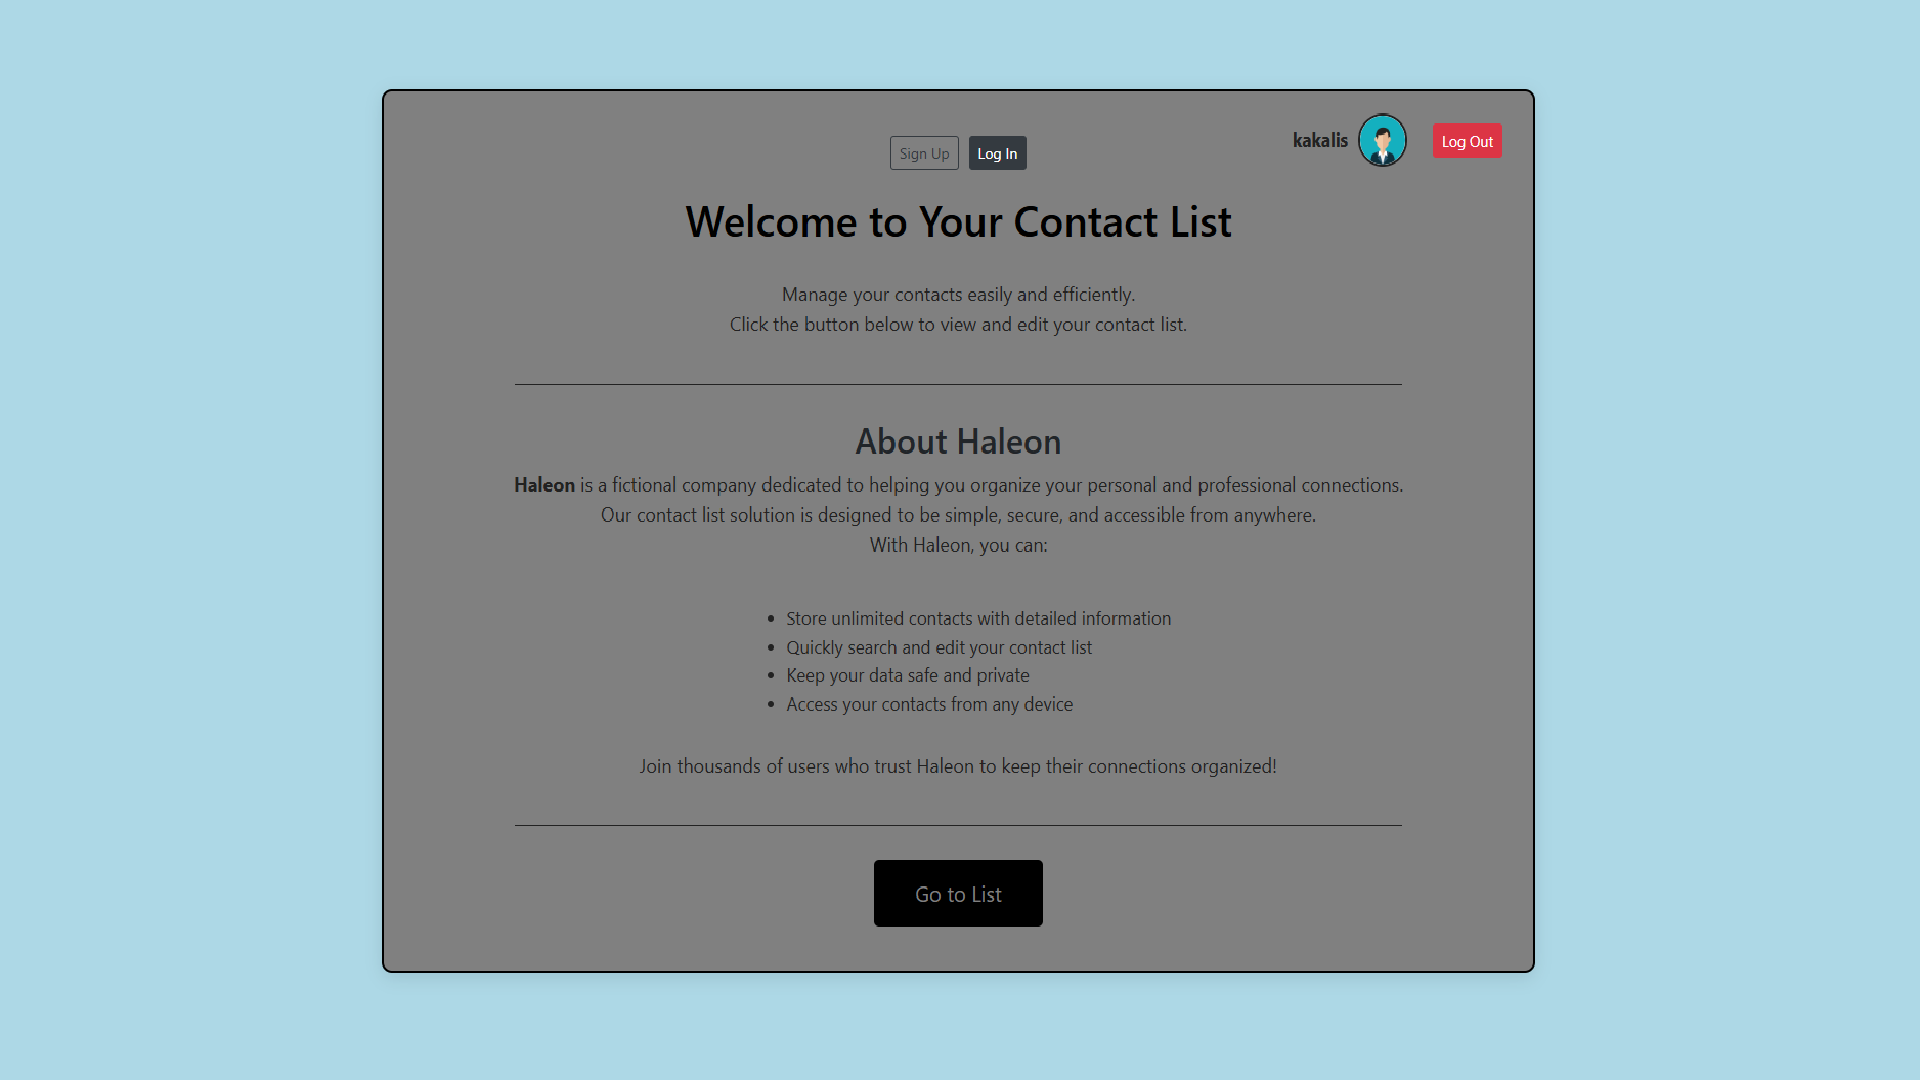 Sign Up
Log In
kakalis
Log Out
Welcome to Your Contact List
Manage your contacts easily and efficiently.
Click the button below to view and edit your contact list.
About Haleon
Haleon is a fictional company dedicated to helping you organize your personal and professional connections.
Our contact list solution is designed to be simple, secure, and accessible from anywhere.
With Haleon, you can:
• Store unlimited contacts with detailed information
• Quickly search and edit your contact list
• Keep your data safe and private
• Access your contacts from any device
Join thousands of users who trust Haleon to keep their connections organized!
Go to List